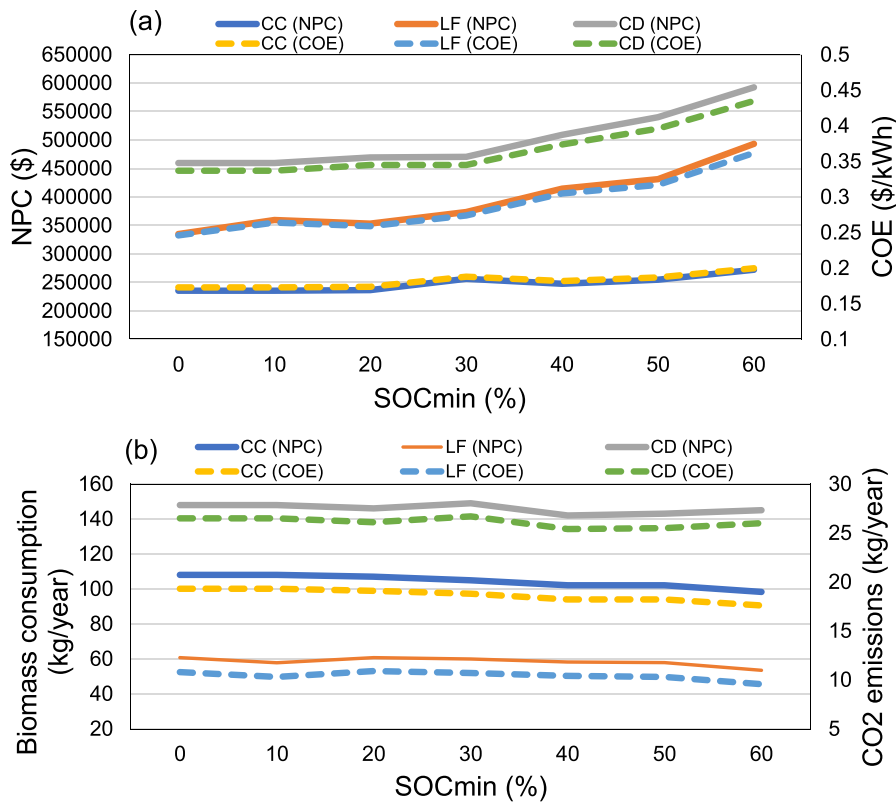 (a)
CC (NPC) LF (NPC) CD (NPC)
CC (COE) LF (COE) CD (COE)
650000 0.5
600000 0.45
550000
500000 0.4
450000 0.35
400000 0.3
350000
300000 0.25
250000 0.2
200000 0.15
150000 0.1
NPC ($)
COE ($/kWh)
0 10 20 30 40 50 60
SOCmin (%)
(b)
CC (NPC) LF (NPC) CD (NPC)
CC (COE) LF (COE) CD (COE)
160 30
140 25
120
100 20
80 15
60
40 10
20 5
Biomass consumption
(kg/year)
CO2 emissions (kg/year)
0 10 20 30 40 50 60
SOCmin (%)